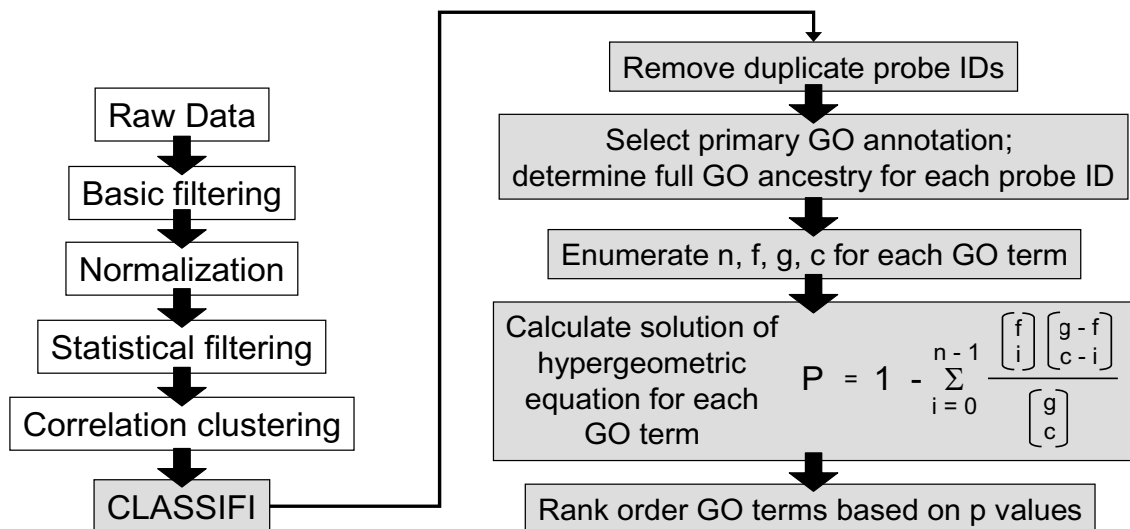 Raw Data
Basic filtering
Normalization
Statistical filtering
Correlation clustering
CLASSIFI
Remove duplicate probe IDs
Select primary GO annotation;
determine full GO ancestry for each probe ID
Enumerate n, f, g, c for each GO term
Calculate solution of
hypergeometric
equation for each
GO term
n - 1
P = 1 - Σ
i = 0
f
i
g - f
c - i
g
c
Rank order GO terms based on p values